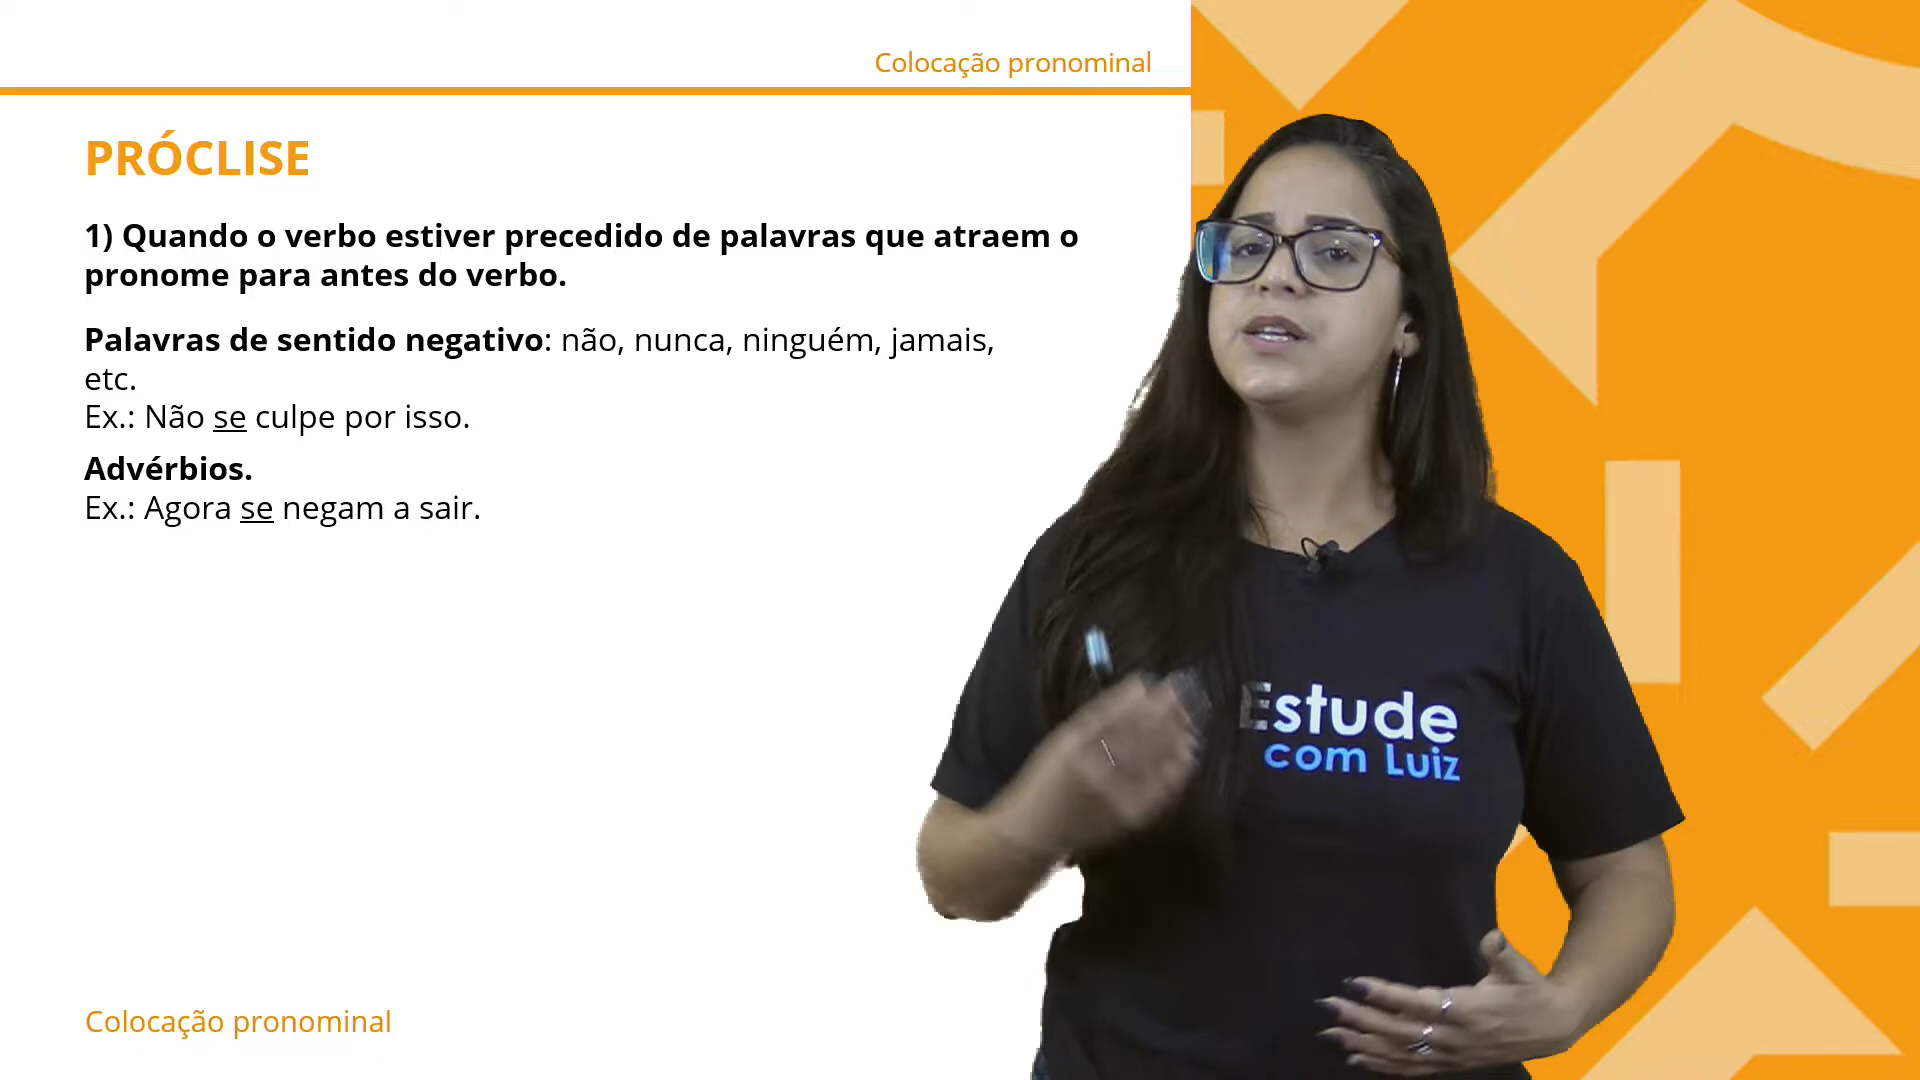 Colocação pronominal
PRÓCLISE
1) Quando o verbo estiver precedido de palavras que atraem o
pronome para antes do verbo.
Palavras de sentido negativo: não, nunca, ninguém, jamais,
etc.
Ex.: Não se culpe por isso.
Advérbios.
Ex.: Agora se negam a sair.
Estude
com Luiz
Colocação pronominal